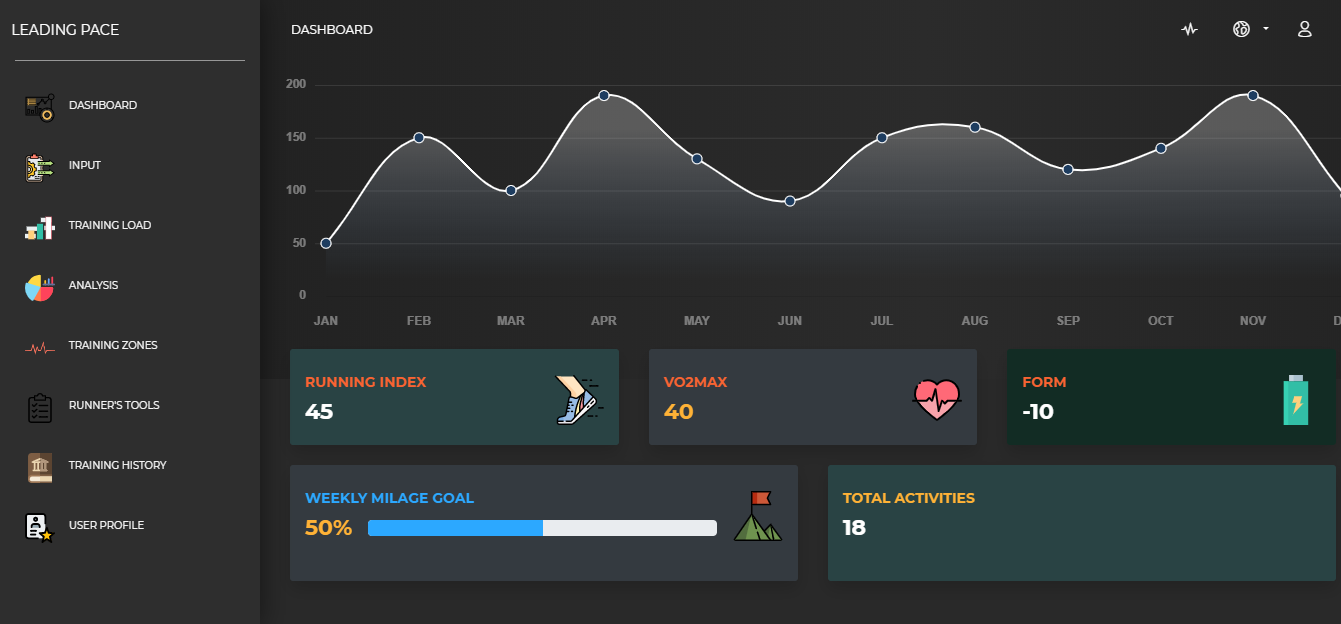 LEADING PACE
DASHBOARD
INPUT
TRAINING LOAD
ANALYSIS
TRAINING ZONES
RUNNER'S TOOLS
TRAINING HISTORY
USER PROFILE
DASHBOARD
200
150
100
50
0
JAN FEB MAR APR MAY JUN JUL AUG SEP OCT NOV
RUNNING INDEX
45
VO2MAX
40
FORM
-10
WEEKLY MILAGE GOAL
50%
TOTAL ACTIVITIES
18